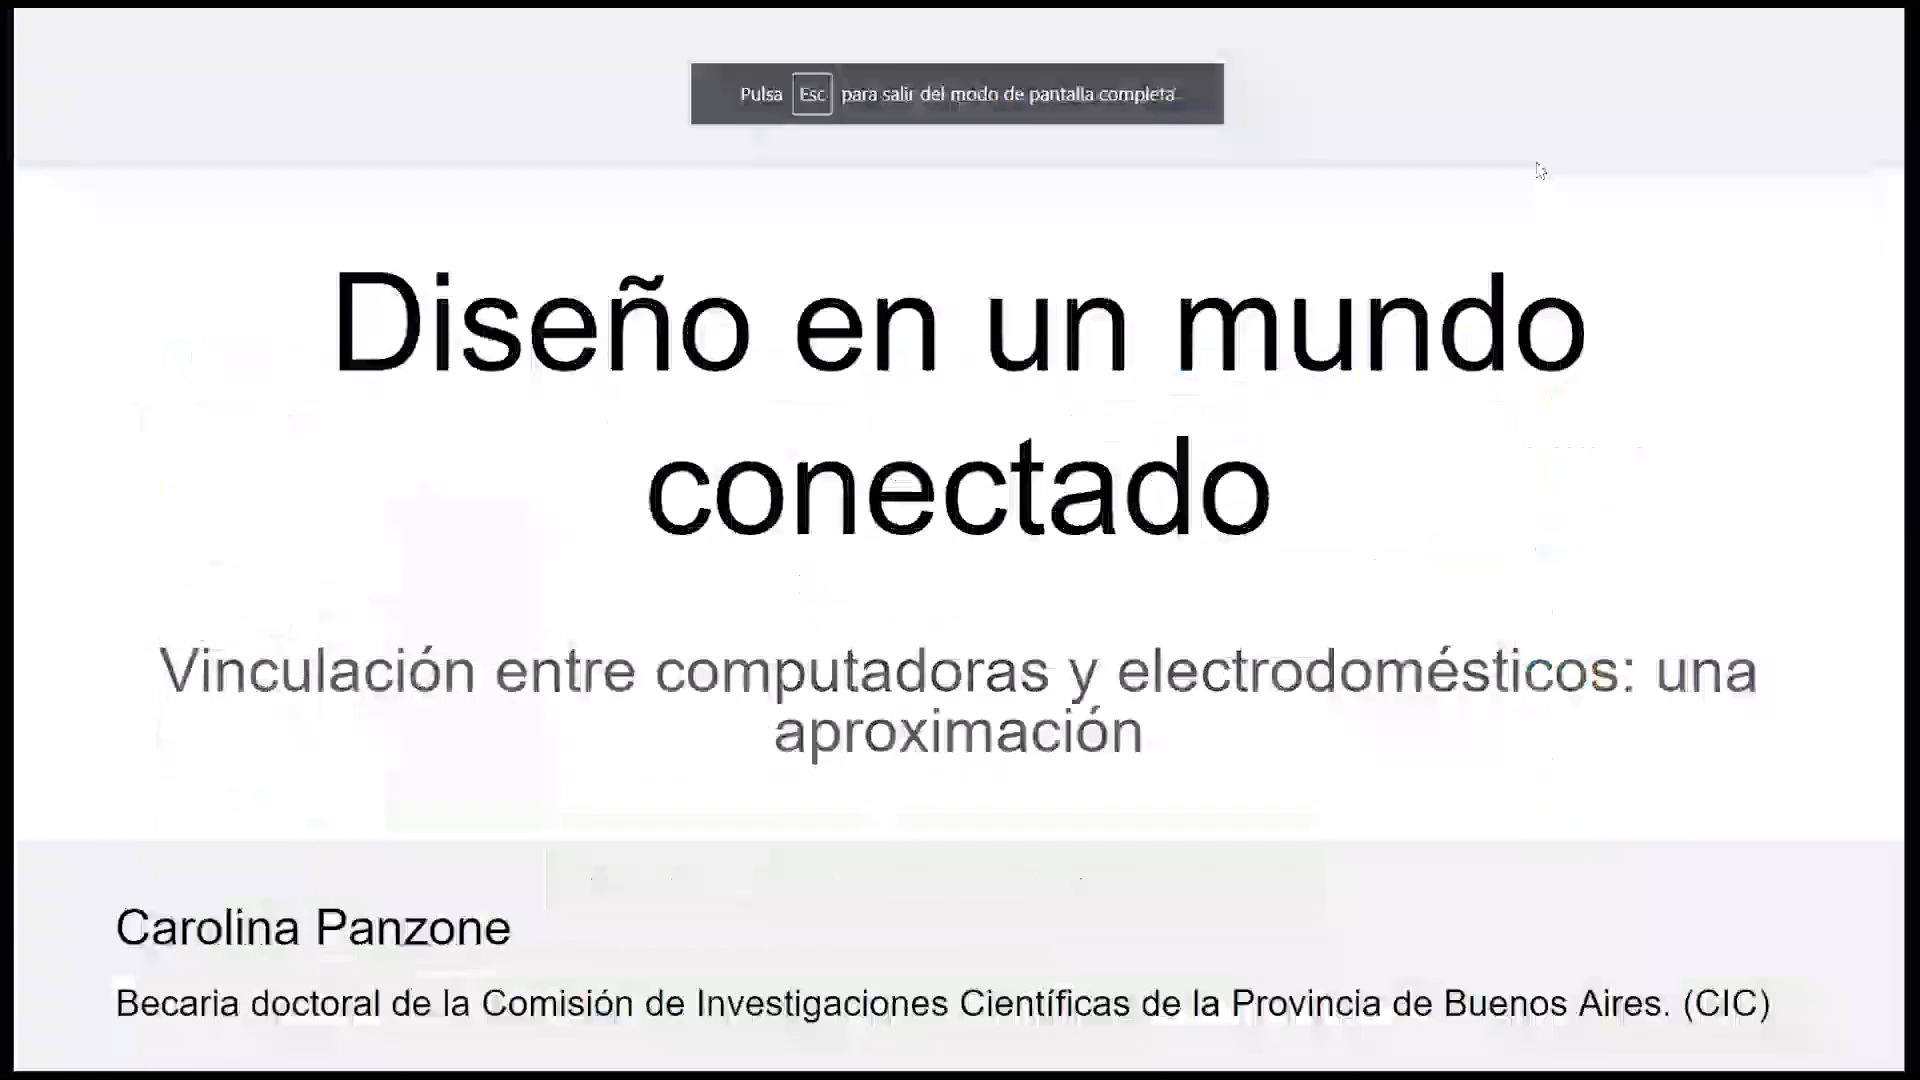 Pulsa Esc para salir del modo de pantalla completa
Diseño en un mundo
conectado
Vinculación entre computadoras y electrodomésticos: una
aproximación
Carolina Panzone
Becaria doctoral de la Comisión de Investigaciones Científicas de la Provincia de Buenos Aires. (CIC)